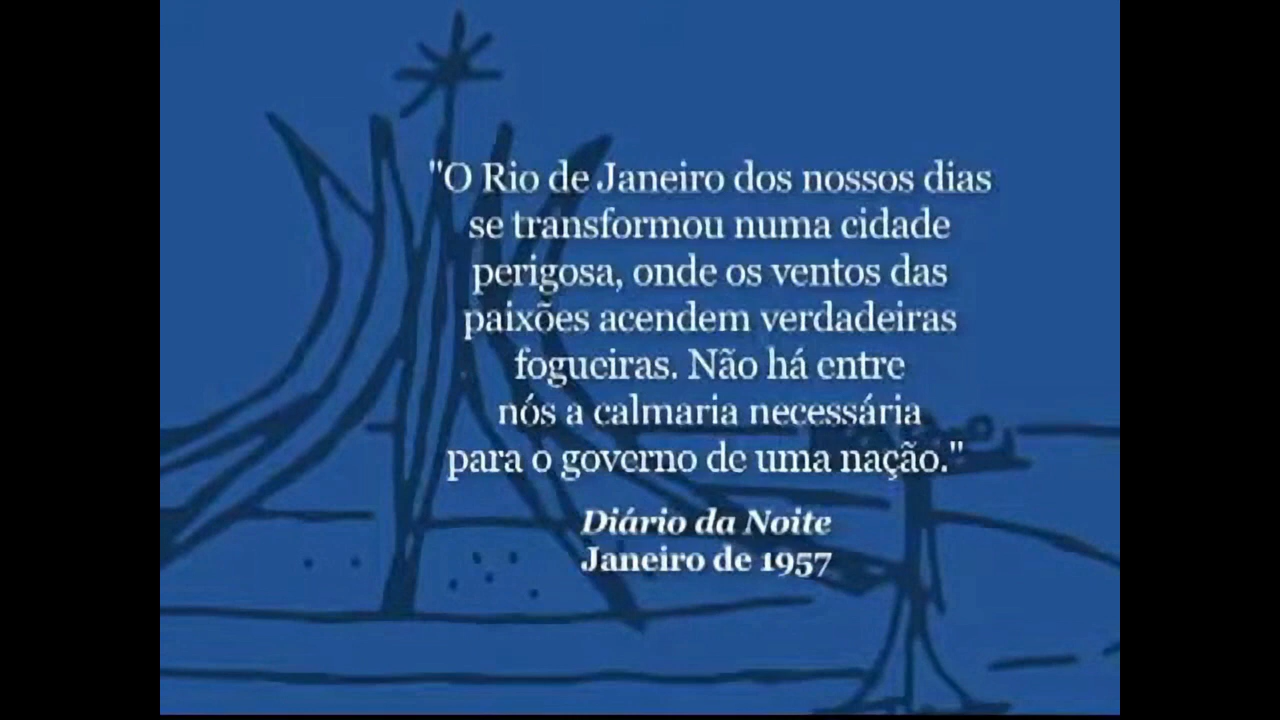 "O Rio de Janeiro dos nossos dias
se transformou numa cidade
perigosa, onde os ventos das
paixões acendem verdadeiras
fogueiras. Não há entre
nós a calmaria necessária
para o governo de uma nação."
Diário da Noite
Janeiro de 1957